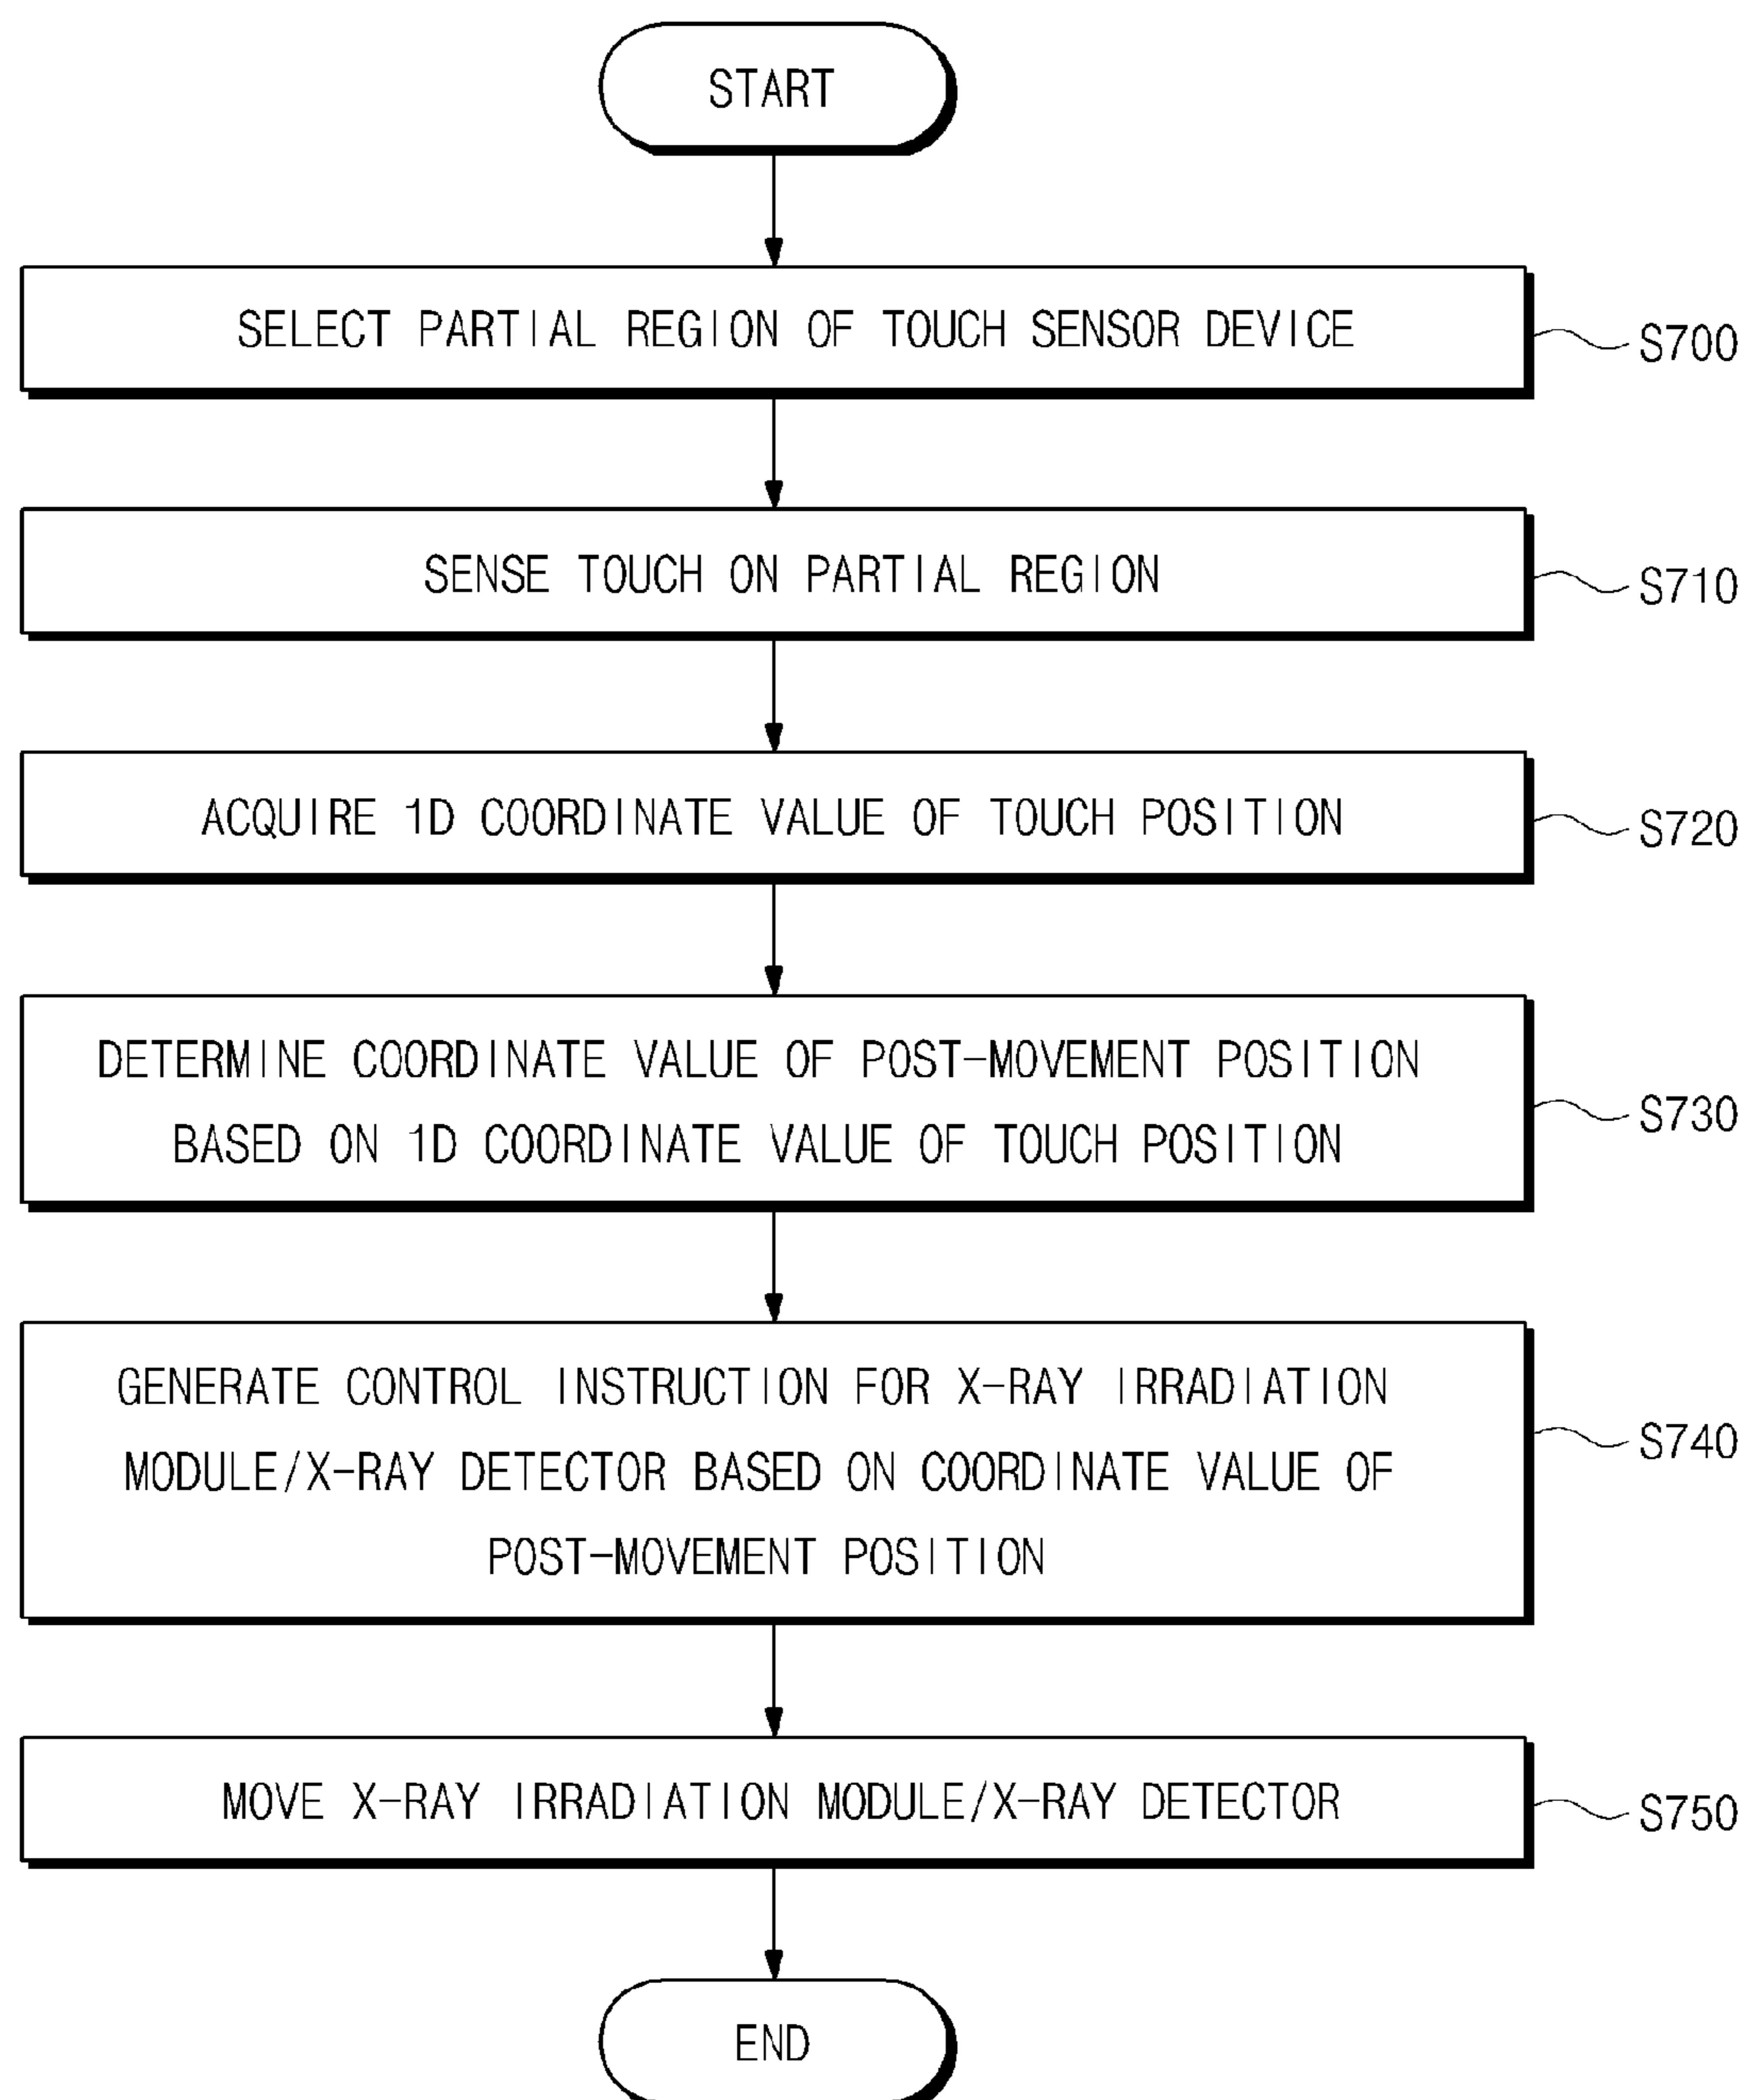 START
SELECT PARTIAL REGION OF TOUCH SENSOR DEVICE
S700
SENSE TOUCH ON PARTIAL REGION
S710
ACQUIRE 1D COORDINATE VALUE OF TOUCH POSITION
S720
DETERMINE COORDINATE VALUE OF POST-MOVEMENT POSITION
BASED ON 1D COORDINATE VALUE OF TOUCH POSITION
S730
GENERATE CONTROL INSTRUCTION FOR X-RAY IRRADIATION
MODULE/X-RAY DETECTOR BASED ON COORDINATE VALUE OF
POST-MOVEMENT POSITION
S740
MOVE X-RAY IRRADIATION MODULE/X-RAY DETECTOR
S750
END